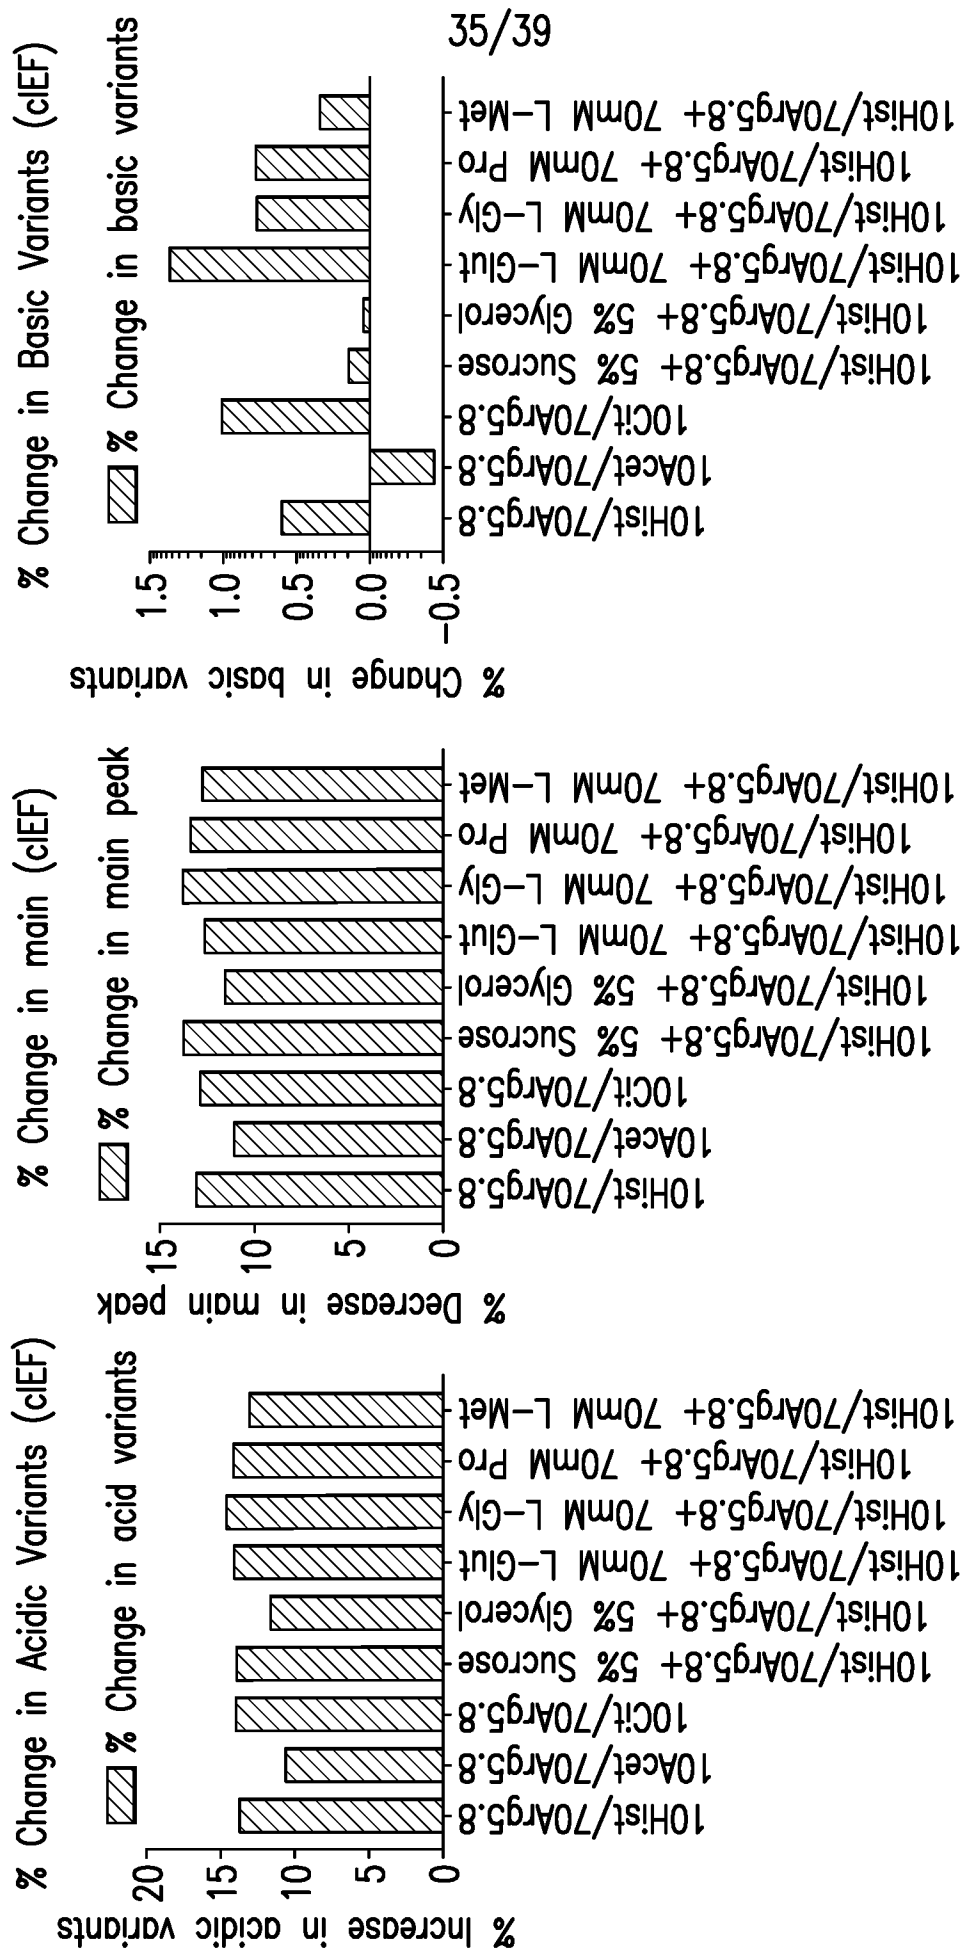 35/39
% Change in Acidic Variants (cIEF)
% Change in acid variants
% Increase in acidic variants
20
15
10
5
0
10Hist/70Arg5.8
10Acet/70Arg5.8
10Cit/70Arg5.8
10Hist/70Arg5.8+ 5% Sucrose
10Hist/70Arg5.8+ 5% Glycerol
10Hist/70Arg5.8+ 70mM L-Glut
10Hist/70Arg5.8+ 70mM L-Gly
10Hist/70Arg5.8+ 70mM Pro
10Hist/70Arg5.8+ 70mM L-Met
% Change in main (cIEF)
% Change in main peak
% Decrease in main peak
15
10
5
0
10Hist/70Arg5.8
10Acet/70Arg5.8
10Cit/70Arg5.8
10Hist/70Arg5.8+ 5% Sucrose
10Hist/70Arg5.8+ 5% Glycerol
10Hist/70Arg5.8+ 70mM L-Glut
10Hist/70Arg5.8+ 70mM L-Gly
10Hist/70Arg5.8+ 70mM Pro
10Hist/70Arg5.8+ 70mM L-Met
% Change in Basic Variants (cIEF)
% Change in basic variants
% Change in basic variants
1.5
1.0
0.5
0.0
-0.5
10Hist/70Arg5.8
10Acet/70Arg5.8
10Cit/70Arg5.8
10Hist/70Arg5.8+ 5% Sucrose
10Hist/70Arg5.8+ 5% Glycerol
10Hist/70Arg5.8+ 70mM L-Glut
10Hist/70Arg5.8+ 70mM L-Gly
10Hist/70Arg5.8+ 70mM Pro
10Hist/70Arg5.8+ 70mM L-Met